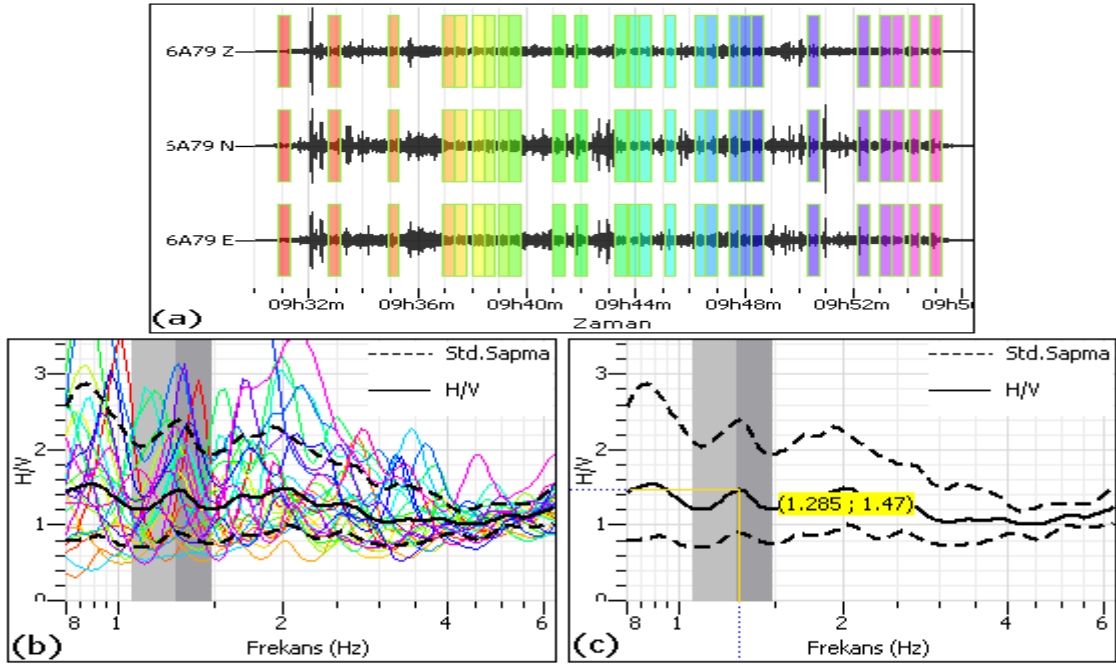 6A79 Z
5A79 N
6A79 E
09h32m 09h36m 09h40m 09h44m 09h48m 09h52m 09h5
(a) Zaman
Std.Sapma
H/V
3
2
1
0
H/V
8 1 2 4 6
(b) Frekans (Hz)
Std.Sapma
H/V
3
2
1
0
H/V
(1.285 ; 1.47)
8 1 2 4 6
(c) Frekans (Hz)